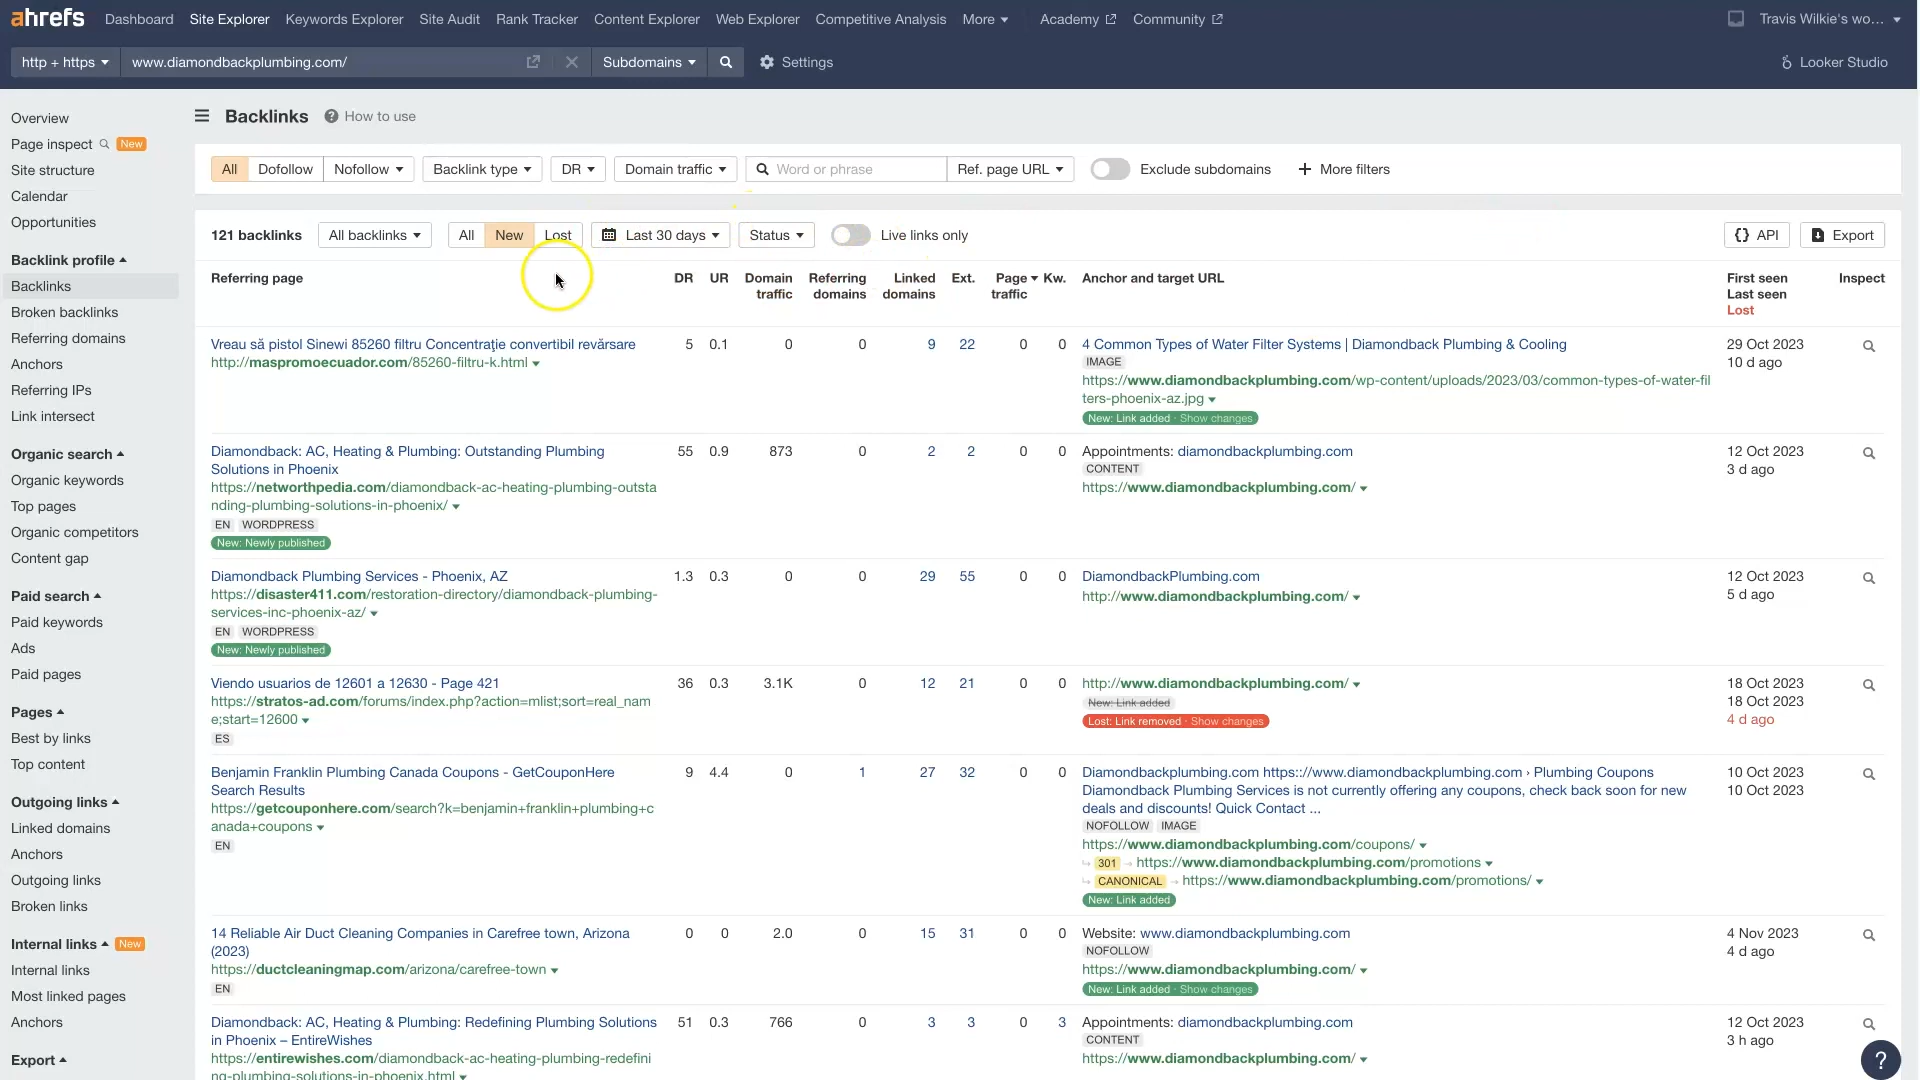 ahrefs Dashboard Site Explorer Keywords Explorer Site Audit Rank Tracker Content Explorer Web Explorer Competitive Analysis More Academy Community Travis Wilkie's wo...
http + https www.diamondbackplumbing.com/ Subdomains Settings Looker Studio
Overview
Page inspect New
Site structure
Calendar
Opportunities
Backlink profile
Backlinks
Broken backlinks
Referring domains
Anchors
Referring IPs
Link intersect
Organic search
Organic keywords
Top pages
Organic competitors
Content gap
Paid search
Paid keywords
Ads
Paid pages
Pages
Best by links
Top content
Outgoing links
Linked domains
Anchors
Outgoing links
Broken links
Internal links New
Internal links
Most linked pages
Anchors
Export
Backlinks ? How to use
All Dofollow Nofollow Backlink type DR Domain traffic Word or phrase Ref. page URL Exclude subdomains + More filters
121 backlinks All backlinks All New Lost Last 30 days Status Live links only {} API Export
Referring page DR UR Domain traffic Referring domains Linked domains Ext. Page traffic Kw. Anchor and target URL First seen Last seen Lost Inspect
Vreau să pistol Sinewi 85260 filtru Concentraţie convertibil revărsare 5 0.1 0 0 9 22 0 0 4 Common Types of Water Filter Systems | Diamondback Plumbing & Cooling 29 Oct 2023
http://maspromoecuador.com/85260-filtru-k.html IMAGE 10 d ago
https://www.diamondbackplumbing.com/wp-content/uploads/2023/03/common-types-of-water-fil
ters-phoenix-az.jpg
New: Link added · Show changes
Diamondback: AC, Heating & Plumbing: Outstanding Plumbing 55 0.9 873 0 2 2 0 0 Appointments: diamondbackplumbing.com 12 Oct 2023
Solutions in Phoenix CONTENT 3 d ago
https://networthpedia.com/diamondback-ac-heating-plumbing-outsta https://www.diamondbackplumbing.com/
nding-plumbing-solutions-in-phoenix/
EN WORDPRESS
New: Newly published
Diamondback Plumbing Services - Phoenix, AZ 1.3 0.3 0 0 29 55 0 0 DiamondbackPlumbing.com 12 Oct 2023
https://disaster411.com/restoration-directory/diamondback-plumbing- http://www.diamondbackplumbing.com/ 5 d ago
services-inc-phoenix-az/
EN WORDPRESS
New: Newly published
Viendo usuarios de 12601 a 12630 - Page 421 36 0.3 3.1K 0 12 21 0 0 http://www.diamondbackplumbing.com/ 18 Oct 2023
https://stratos-ad.com/forums/index.php?action=mlist;sort=real_nam New: Link added 18 Oct 2023
e;start=12600 Lost: Link removed · Show changes 4 d ago
ES
Benjamin Franklin Plumbing Canada Coupons - GetCouponHere 9 4.4 0 1 27 32 0 0 Diamondbackplumbing.com https:://www.diamondbackplumbing.com › Plumbing Coupons 10 Oct 2023
Search Results Diamondback Plumbing Services is not currently offering any coupons, check back soon for new 10 Oct 2023
https://getcouponhere.com/search?k=benjamin+franklin+plumbing+c deals and discounts! Quick Contact ...
anada+coupons NOFOLLOW IMAGE
EN https://www.diamondbackplumbing.com/coupons/
301 https://www.diamondbackplumbing.com/promotions
CANONICAL https://www.diamondbackplumbing.com/promotions/
New: Link added
14 Reliable Air Duct Cleaning Companies in Carefree town, Arizona 0 0 2.0 0 15 31 0 0 Website: www.diamondbackplumbing.com 4 Nov 2023
(2023) NOFOLLOW 4 d ago
https://ductcleaningmap.com/arizona/carefree-town https://www.diamondbackplumbing.com/
EN New: Link added · Show changes
Diamondback: AC, Heating & Plumbing: Redefining Plumbing Solutions 51 0.3 766 0 3 3 0 3 Appointments: diamondbackplumbing.com 12 Oct 2023
in Phoenix – EntireWishes CONTENT 3 h ago
https://entirewishes.com/diamondback-ac-heating-plumbing-redefini https://www.diamondbackplumbing.com/
ng-plumbing-solutions-in-phoenix.html
?